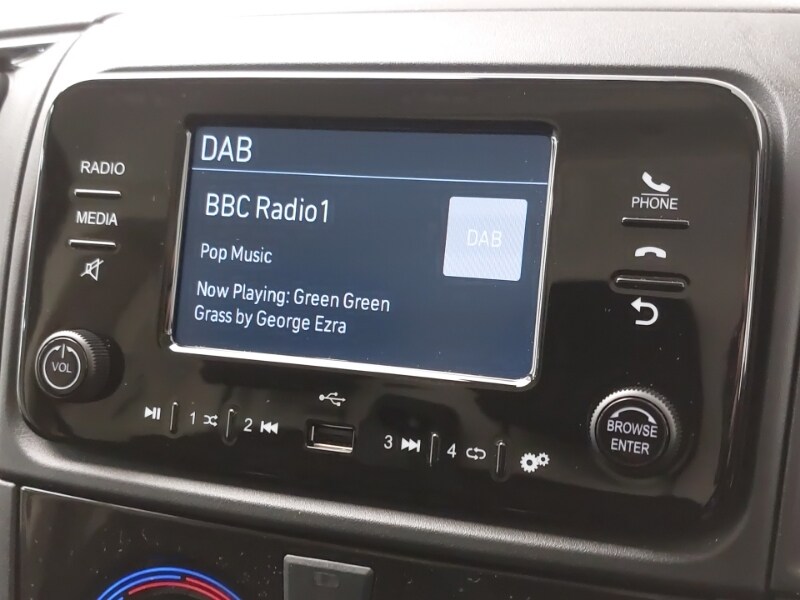 DAB
BBC Radio1
DAB
Pop Music
Now Playing: Green Green
Grass by George Ezra
RADIO
MEDIA
VOL
1
2
3
4
PHONE
BROWSE
ENTER